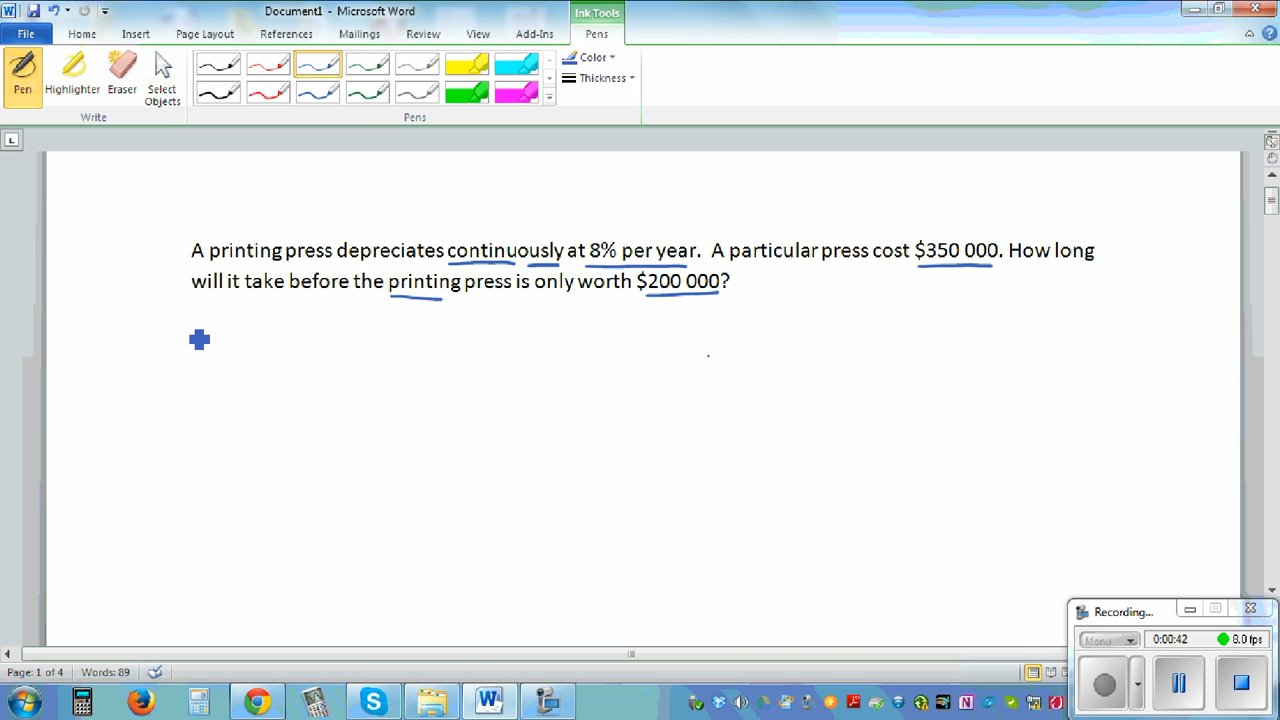 Document1 - Microsoft Word
Ink Tools
File Home Insert Page Layout References Mailings Review View Add-Ins Pens
Pen Highlighter Eraser Select Objects
Color
Thickness
Write Pens
L
A printing press depreciates continuously at 8% per year. A particular press cost $350 000. How long
will it take before the printing press is only worth $200 000?
Recording...
Menu 0:00:42 8.0 fps
Page: 1 of 4 Words: 89